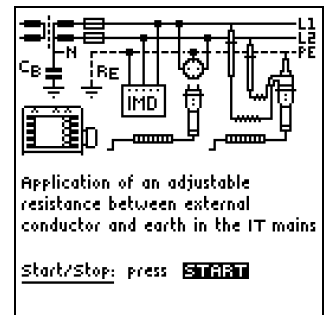 L1
L2
N
PE
CB
RE
IMD
Application of an adjustable
resistance between external
conductor and earth in the IT mains
Start/Stop: press START